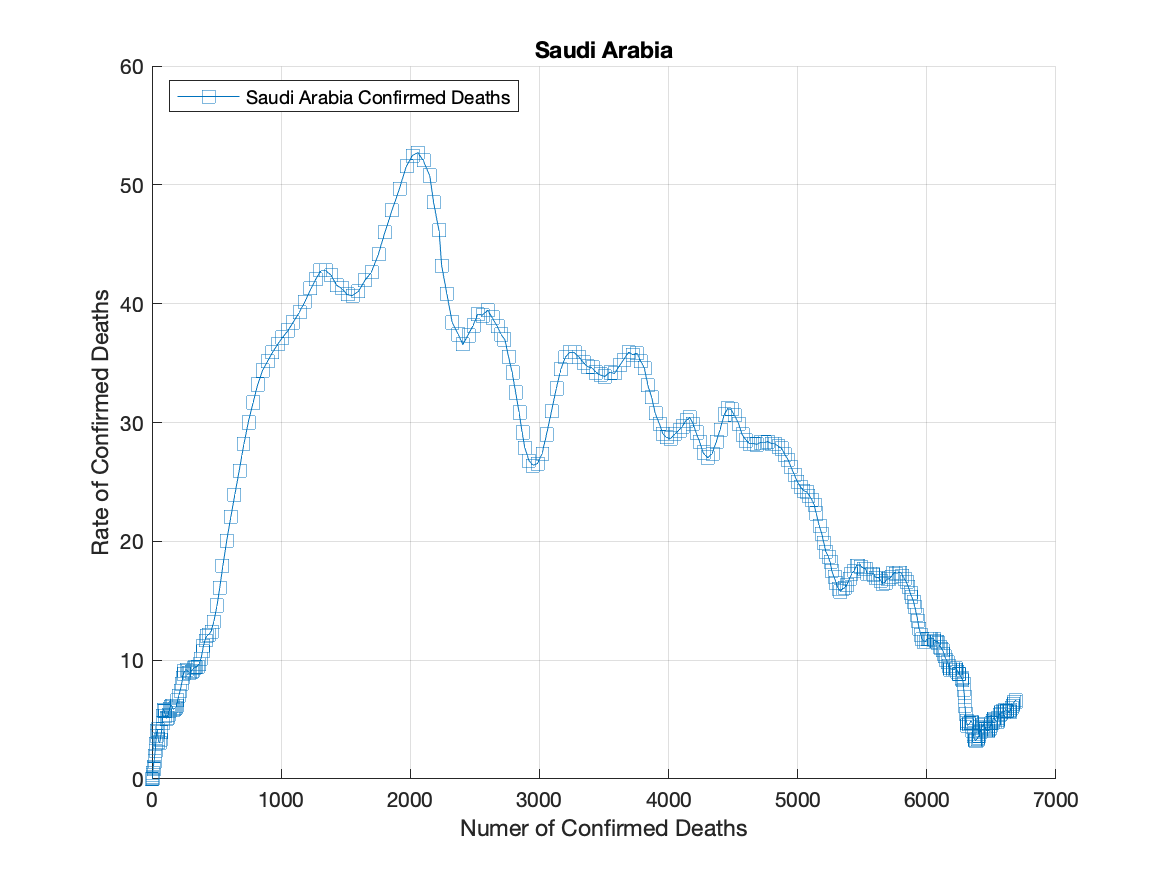 Saudi Arabia
60
Saudi Arabia Confirmed Deaths
50
40
30
20
10
0
Rate of Confirmed Deaths
0 1000 2000 3000 4000 5000 6000 7000
Numer of Confirmed Deaths